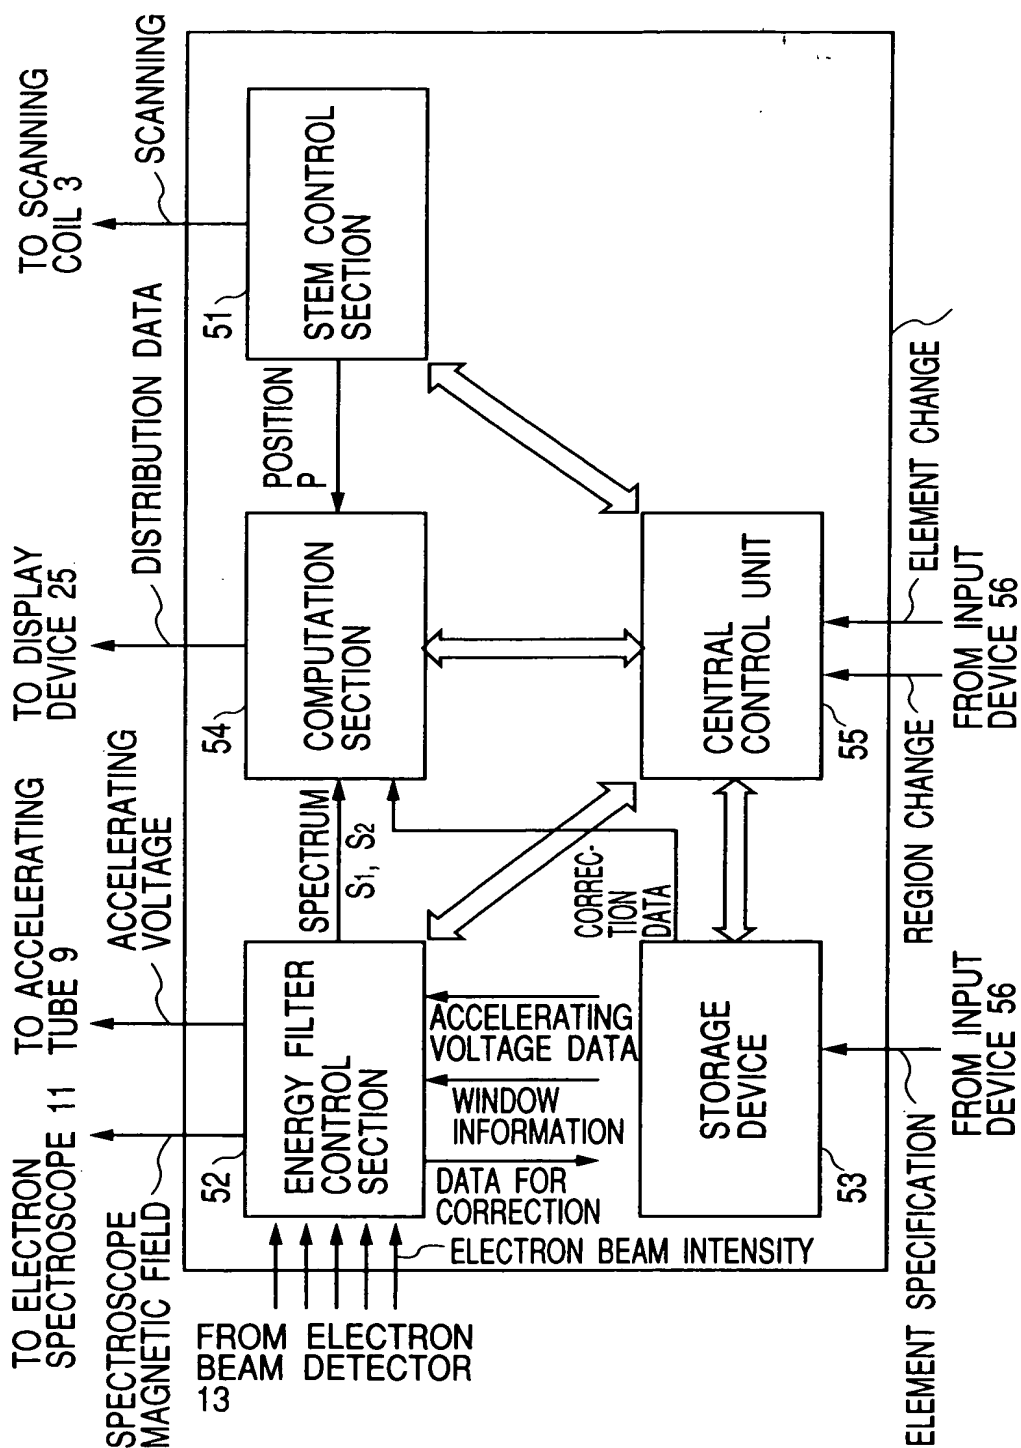 TO ELECTRON
SPECTROSCOPE 11
SPECTROSCOPE
MAGNETIC FIELD
TO ACCELERATING
TUBE 9
ACCELERATING
VOLTAGE
TO DISPLAY
DEVICE 25
DISTRIBUTION DATA
TO SCANNING
COIL 3
SCANNING
FROM ELECTRON
BEAM DETECTOR
13
52
ENERGY FILTER
CONTROL
SECTION
SPECTRUM
S1, S2
54
COMPUTATION
SECTION
POSITION
P
51
STEM CONTROL
SECTION
ELECTRON BEAM INTENSITY
DATA FOR
CORRECTION
WINDOW
INFORMATION
ACCELERATING
VOLTAGE DATA
CORREC-
TION
DATA
53
STORAGE
DEVICE
55
CENTRAL
CONTROL UNIT
ELEMENT SPECIFICATION
FROM INPUT
DEVICE 56
REGION CHANGE
FROM INPUT
DEVICE 56
ELEMENT CHANGE